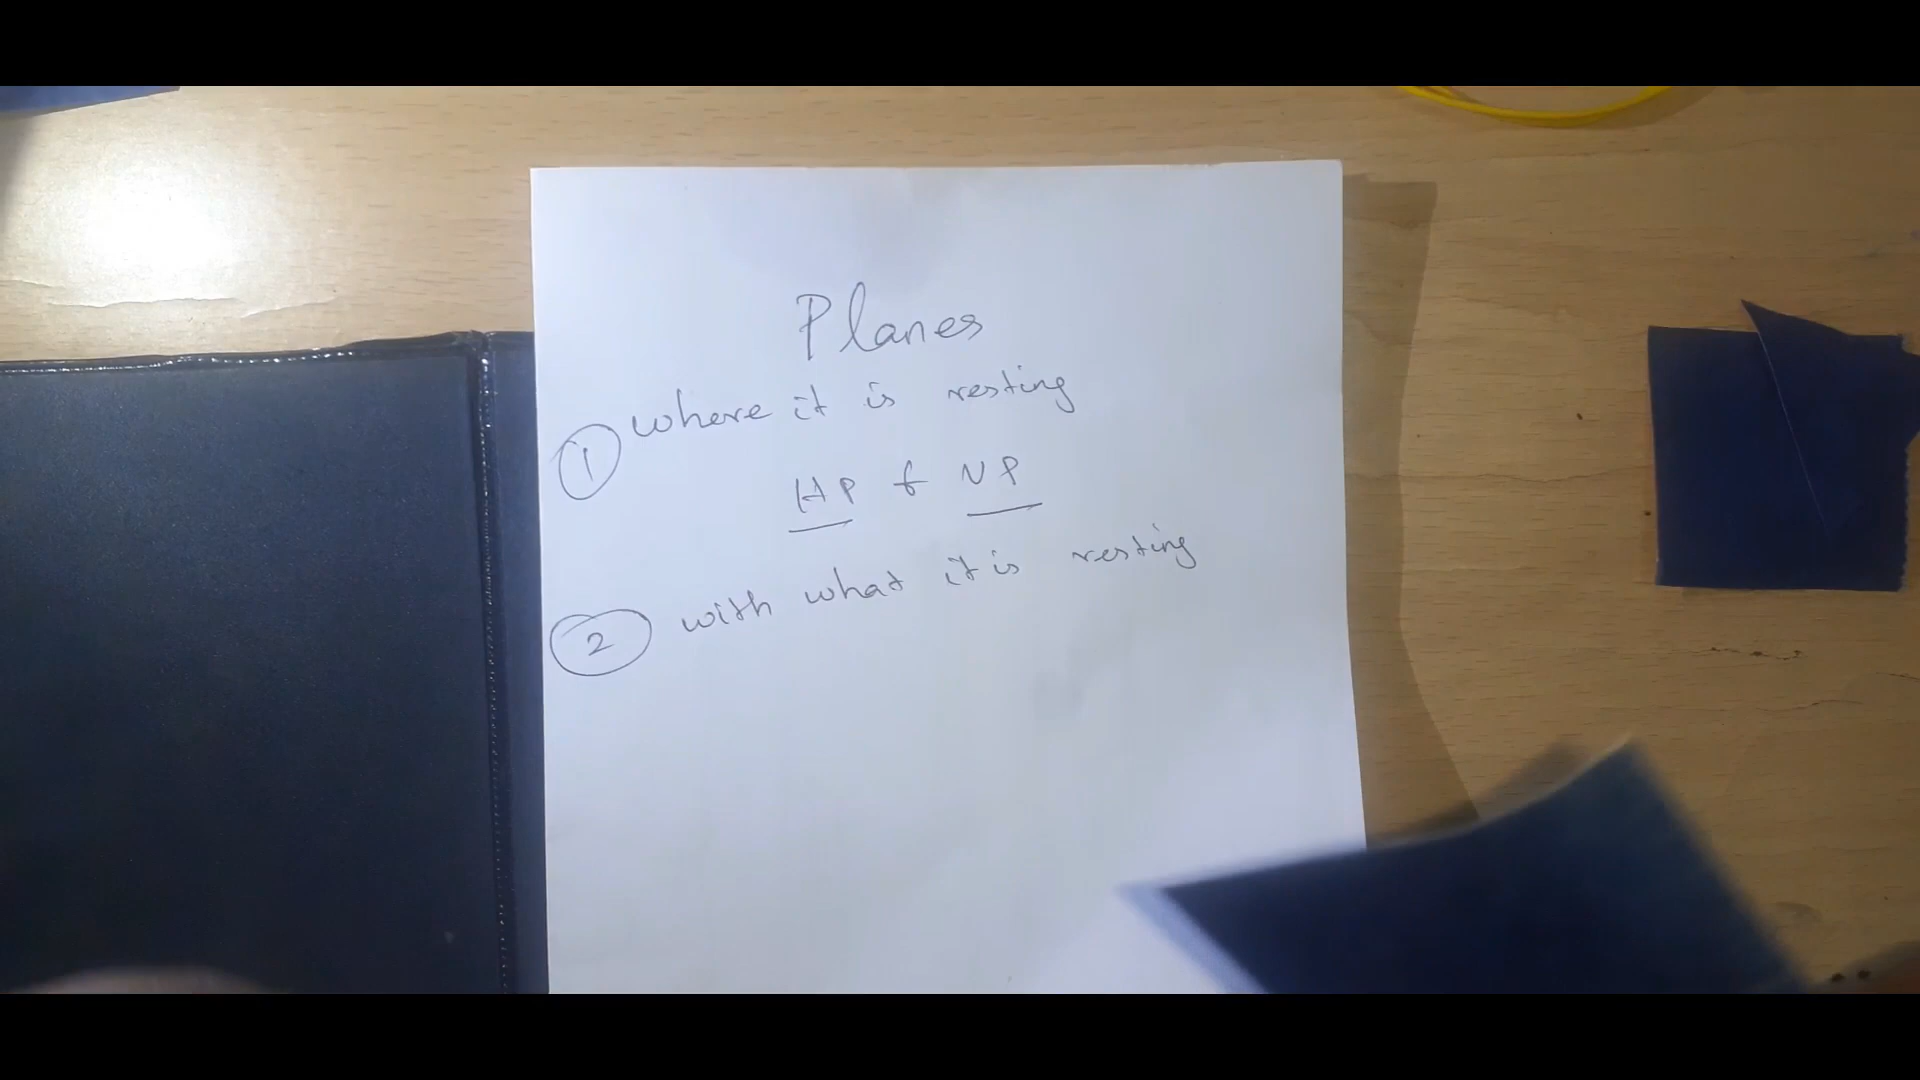 Planes
① where it is resting
HP & VP
② with what it is resting